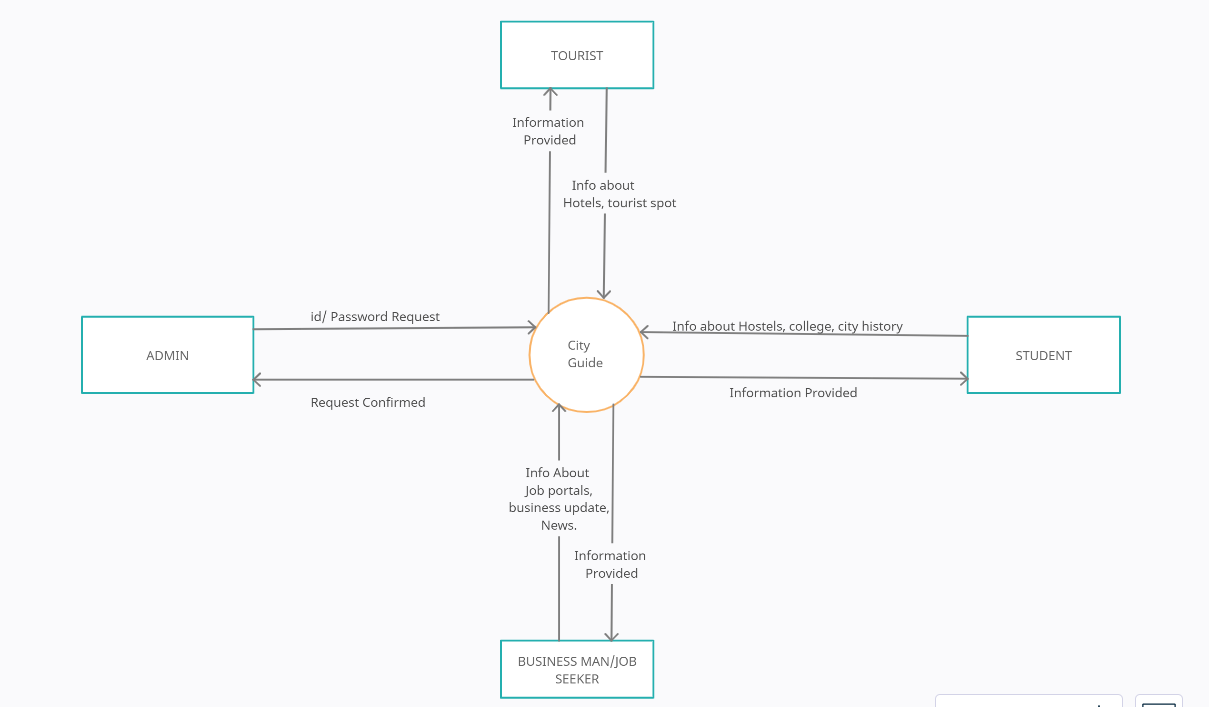 TOURIST
Information
Provided
Info about
Hotels, tourist spot
id/ Password Request
Info about Hostels, college, city history
ADMIN
City
Guide
STUDENT
Information Provided
Request Confirmed
Info About
Job portals,
business update,
News.
Information
Provided
BUSINESS MAN/JOB
SEEKER